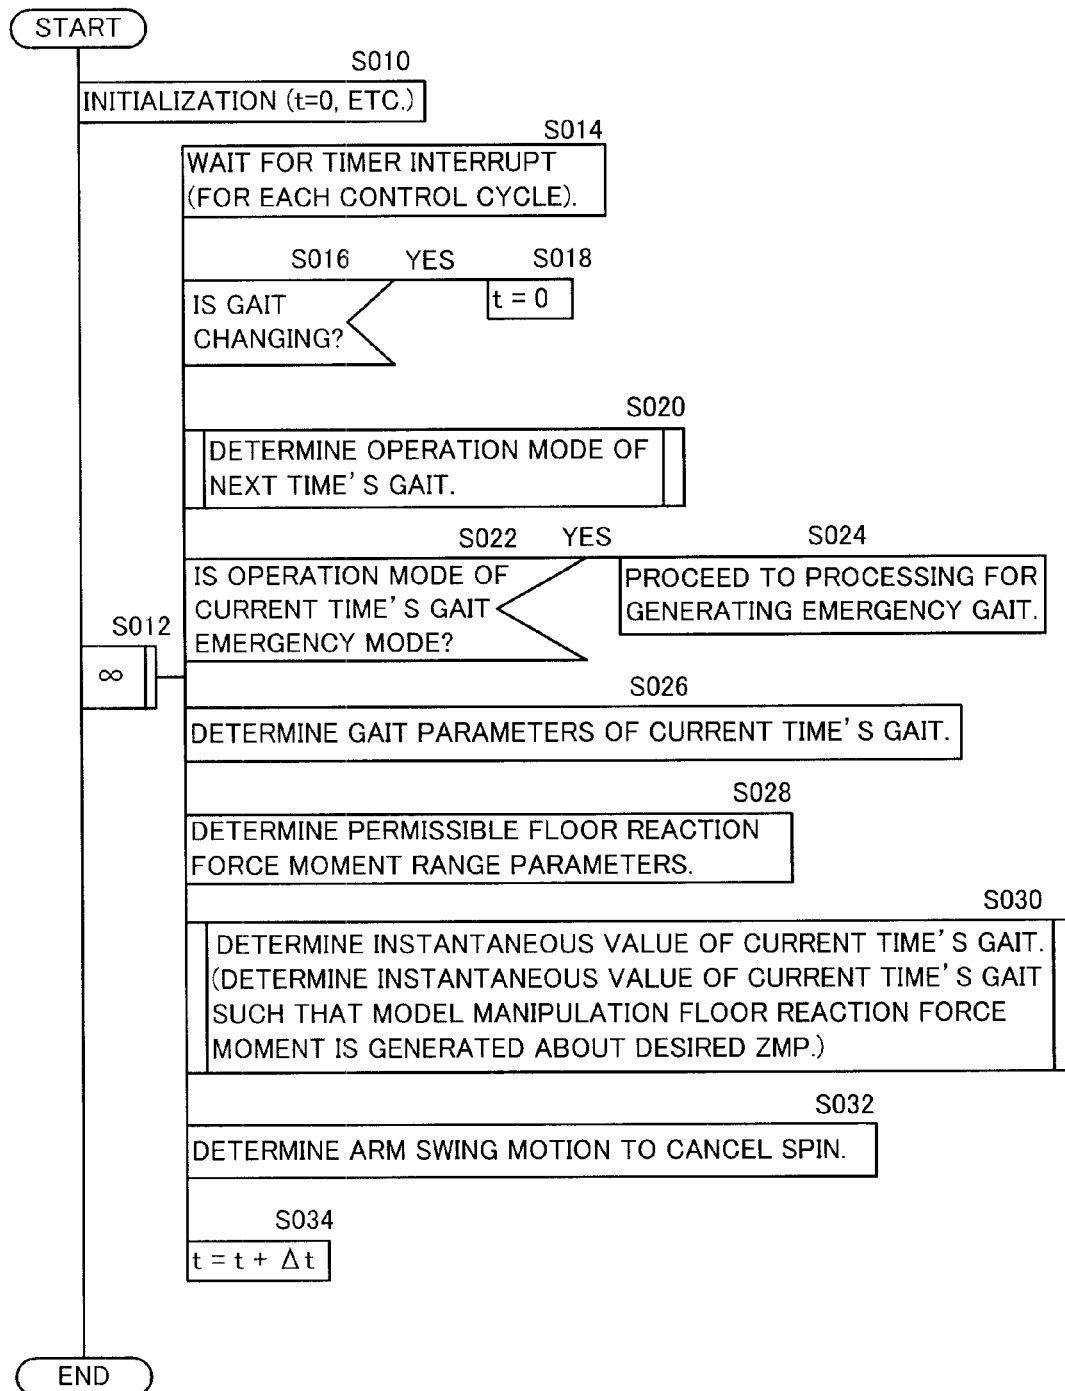 START
S010
INITIALIZATION (t=0, ETC.)
S014
WAIT FOR TIMER INTERRUPT
(FOR EACH CONTROL CYCLE).
S016 YES S018
IS GAIT
CHANGING?
t = 0
S020
DETERMINE OPERATION MODE OF
NEXT TIME'S GAIT.
S022 YES S024
IS OPERATION MODE OF
CURRENT TIME'S GAIT
EMERGENCY MODE?
PROCEED TO PROCESSING FOR
GENERATING EMERGENCY GAIT.
S012
∞
S026
DETERMINE GAIT PARAMETERS OF CURRENT TIME'S GAIT.
S028
DETERMINE PERMISSIBLE FLOOR REACTION
FORCE MOMENT RANGE PARAMETERS.
S030
DETERMINE INSTANTANEOUS VALUE OF CURRENT TIME'S GAIT.
(DETERMINE INSTANTANEOUS VALUE OF CURRENT TIME'S GAIT
SUCH THAT MODEL MANIPULATION FLOOR REACTION FORCE
MOMENT IS GENERATED ABOUT DESIRED ZMP.)
S032
DETERMINE ARM SWING MOTION TO CANCEL SPIN.
S034
t = t + Δt
END